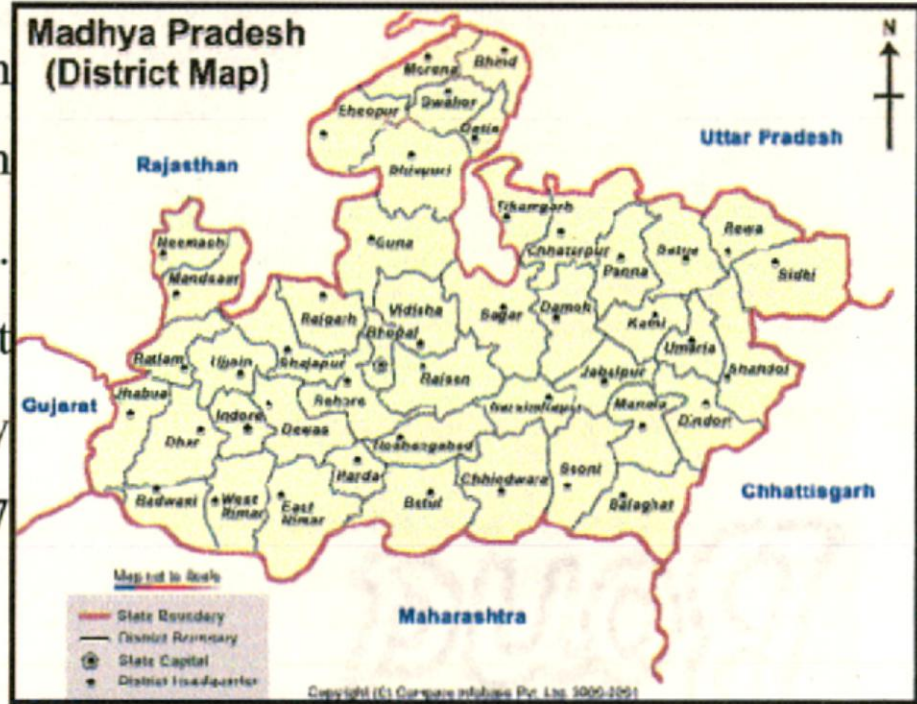 Madhya Pradesh
(District Map)
N
Morena
Bhind
Gwalior
Datia
Sheopur
Shivpuri
Uttar Pradesh
Rajasthan
Tikamgarh
Chhatarpur
Panna
Satna
Rewa
Sidhi
Neemach
Mandsaur
Guna
Rajgarh
Vidisha
Bhopal
Sagar
Damoh
Katni
Umaria
Shahdol
Ratlam
Ujjain
Shajapur
Raisen
Jabalpur
Gujarat
Jhabua
Dhar
Indore
Dewas
Sehore
Hoshangabad
Narsimhapur
Mandla
Dindori
Harda
Badwani
West
Nimar
East
Nimar
Betul
Chhindwara
Seoni
Balaghat
Chhattisgarh
Maharashtra
Map not to Scale
State Boundary
District Boundary
State Capital
District Headquarter